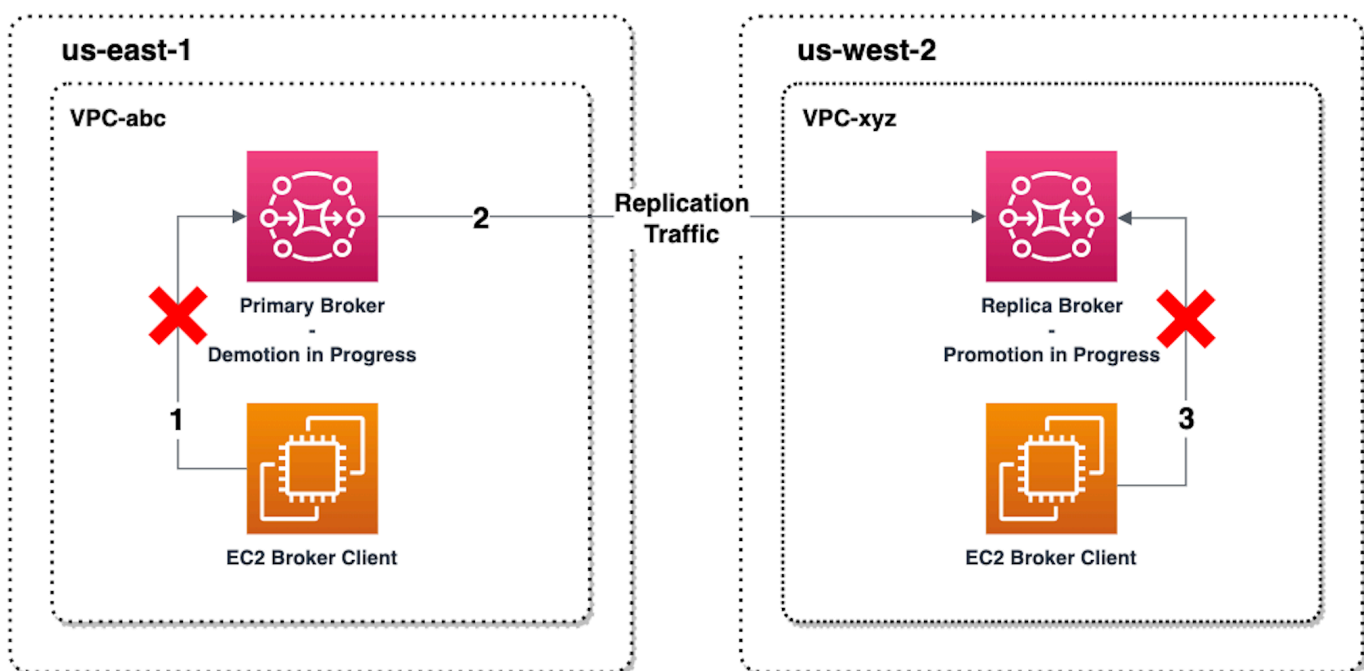 us-east-1
VPC-abc
Primary Broker
-
Demotion in Progress
1
EC2 Broker Client
2
Replication
Traffic
us-west-2
VPC-xyz
Replica Broker
-
Promotion in Progress
3
EC2 Broker Client